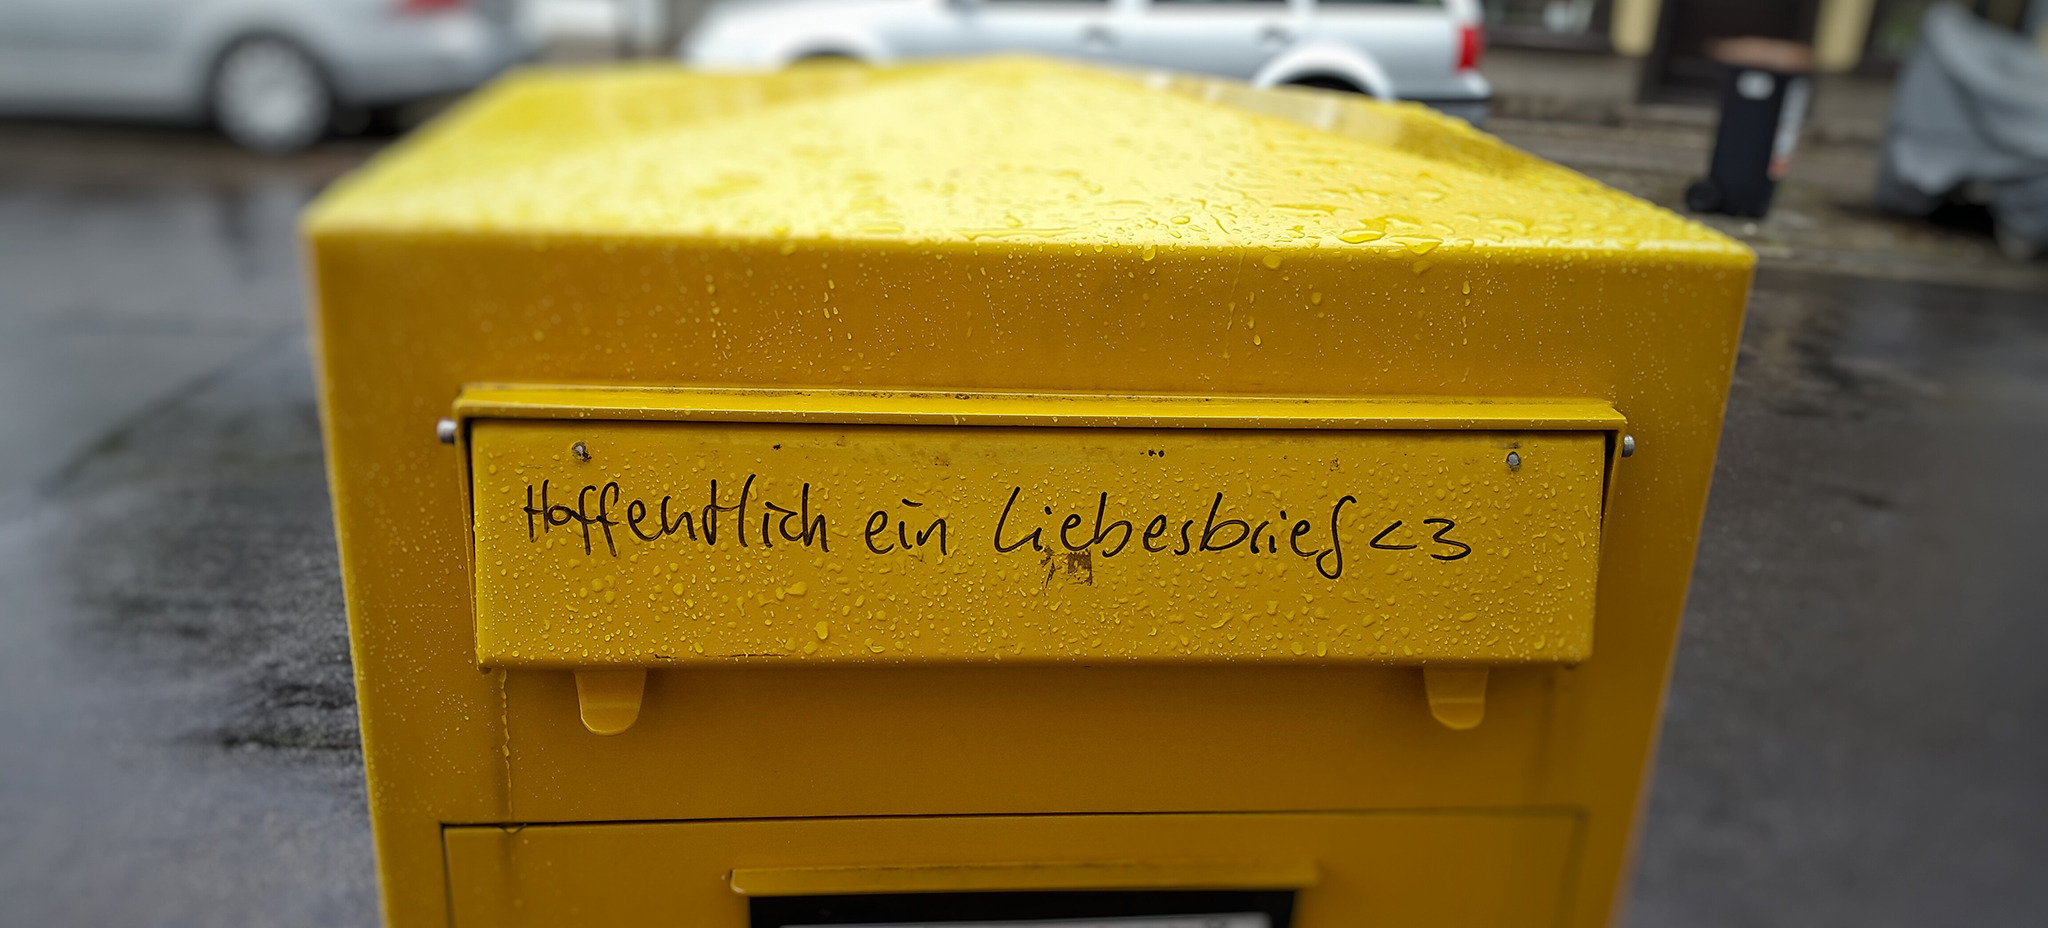 Hoffentlich ein Liebesbrief <3